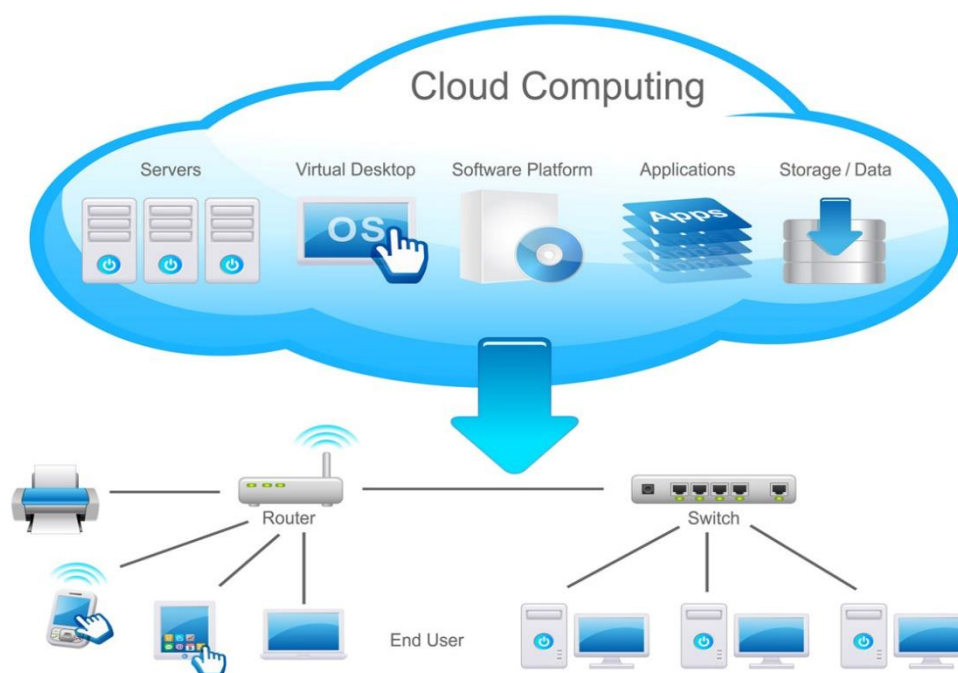 Cloud Computing
Servers
Virtual Desktop
Software Platform
Applications
Storage / Data
OS
Apps
Router
Switch
End User